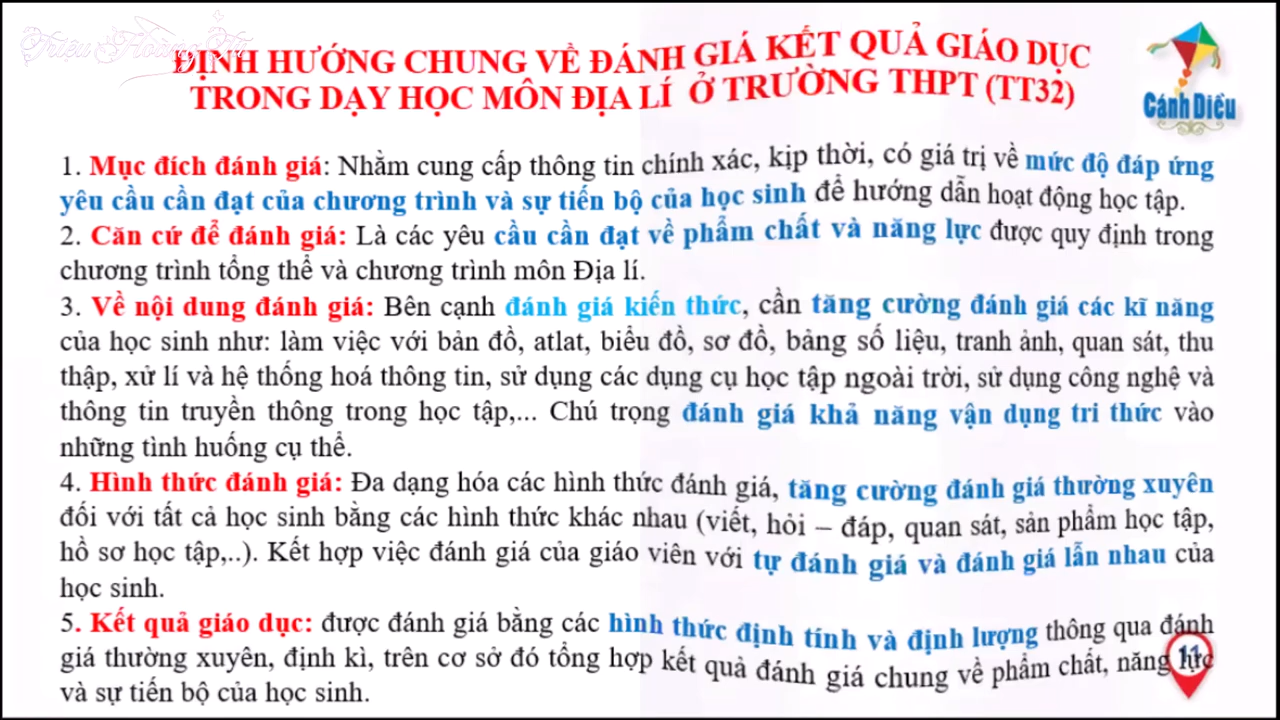 Triệu Hoàng Thi
ĐỊNH HƯỚNG CHUNG VỀ ĐÁNH GIÁ KẾT QUẢ GIÁO DỤC
TRONG DẠY HỌC MÔN ĐỊA LÍ Ở TRƯỜNG THPT (TT32)
Cánh Diều
1. Mục đích đánh giá: Nhằm cung cấp thông tin chính xác, kịp thời, có giá trị về mức độ đáp ứng
yêu cầu cần đạt của chương trình và sự tiến bộ của học sinh để hướng dẫn hoạt động học tập.
2. Căn cứ để đánh giá: Là các yêu cầu cần đạt về phẩm chất và năng lực được quy định trong
chương trình tổng thể và chương trình môn Địa lí.
3. Về nội dung đánh giá: Bên cạnh đánh giá kiến thức, cần tăng cường đánh giá các kĩ năng
của học sinh như: làm việc với bản đồ, atlat, biểu đồ, sơ đồ, bảng số liệu, tranh ảnh, quan sát, thu
thập, xử lí và hệ thống hoá thông tin, sử dụng các dụng cụ học tập ngoài trời, sử dụng công nghệ và
thông tin truyền thông trong học tập,... Chú trọng đánh giá khả năng vận dụng tri thức vào
những tình huống cụ thể.
4. Hình thức đánh giá: Đa dạng hóa các hình thức đánh giá, tăng cường đánh giá thường xuyên
đối với tất cả học sinh bằng các hình thức khác nhau (viết, hỏi – đáp, quan sát, sản phẩm học tập,
hồ sơ học tập,..). Kết hợp việc đánh giá của giáo viên với tự đánh giá và đánh giá lẫn nhau của
học sinh.
5. Kết quả giáo dục: được đánh giá bằng các hình thức định tính và định lượng thông qua đánh
giá thường xuyên, định kì, trên cơ sở đó tổng hợp kết quả đánh giá chung về phẩm chất, năng lực
và sự tiến bộ của học sinh.
11